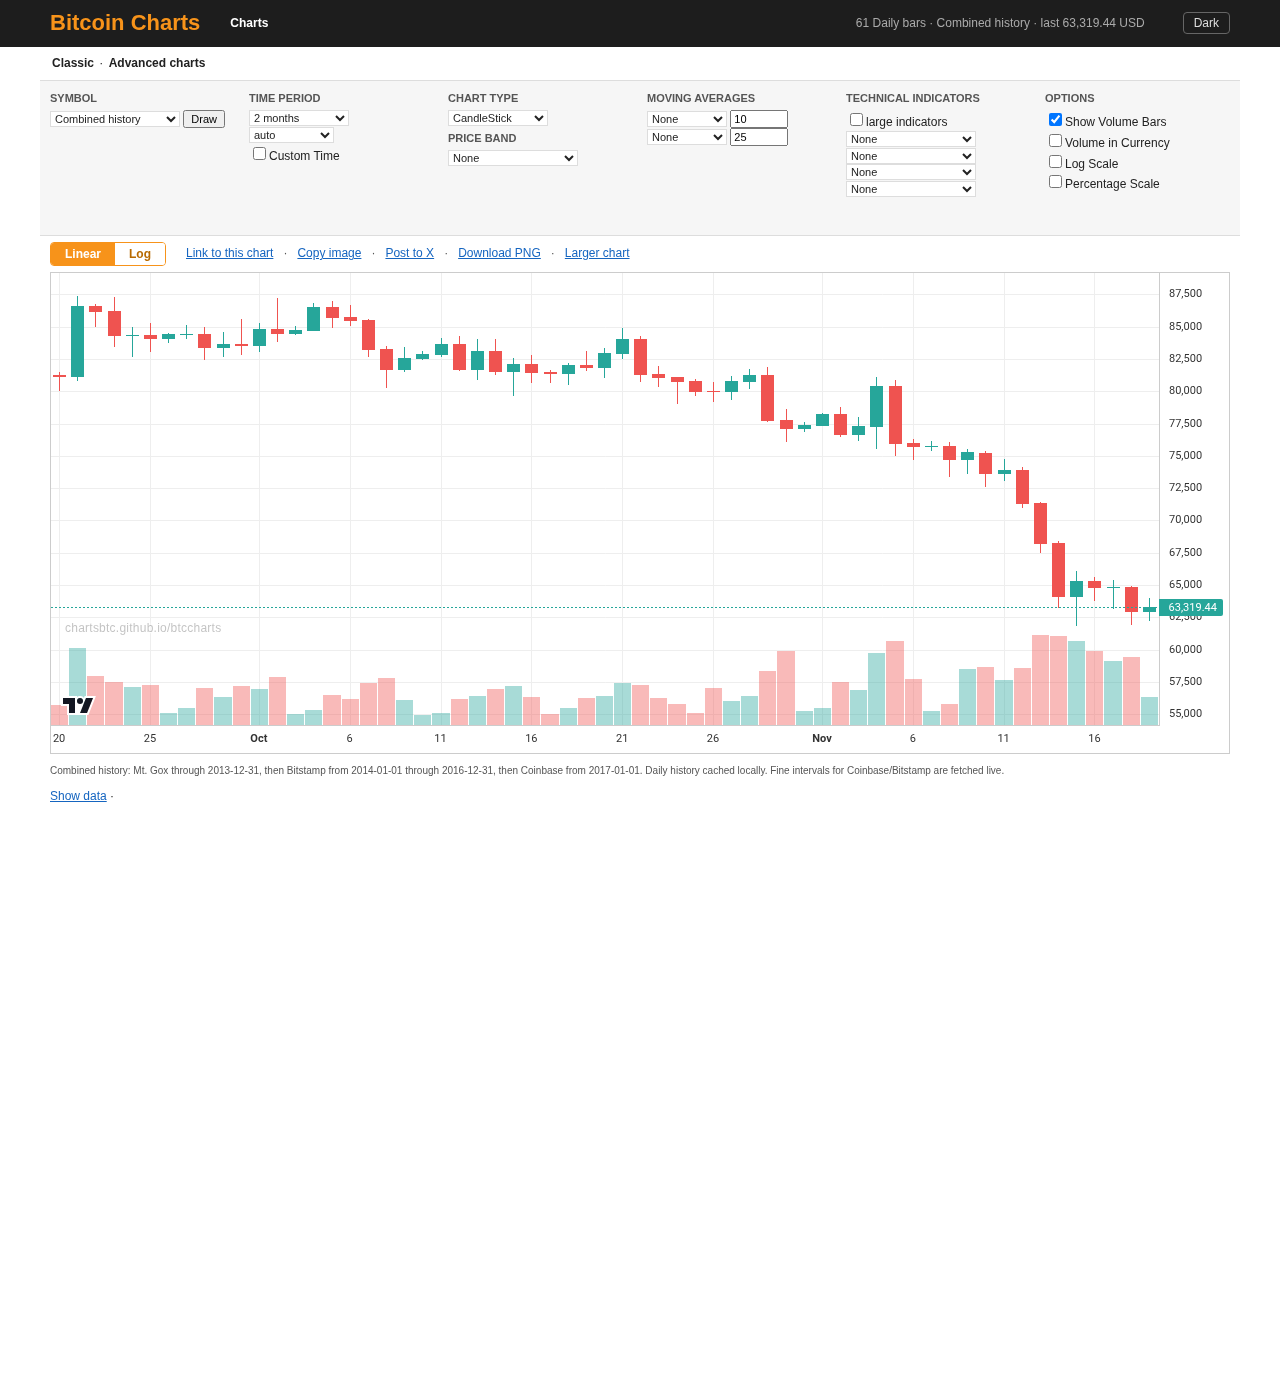 Bitcoin Charts
Charts
61 Daily bars · Combined history · last 63,319.44 USD
Dark
Classic · Advanced charts
SYMBOL
Combined history
Draw
TIME PERIOD
2 months
auto
Custom Time
CHART TYPE
CandleStick
PRICE BAND
None
MOVING AVERAGES
None 10
None 25
TECHNICAL INDICATORS
large indicators
None
None
None
None
OPTIONS
Show Volume Bars
Volume in Currency
Log Scale
Percentage Scale
Linear Log
Link to this chart · Copy image · Post to X · Download PNG · Larger chart
87,500
85,000
82,500
80,000
77,500
75,000
72,500
70,000
67,500
65,000
63,319.44
62,500
chartsbtc.github.io/btccharts
60,000
57,500
55,000
20 25 Oct 6 11 16 21 26 Nov 6 11 16
Combined history: Mt. Gox through 2013-12-31, then Bitstamp from 2014-01-01 through 2016-12-31, then Coinbase from 2017-01-01. Daily history cached locally. Fine intervals for Coinbase/Bitstamp are fetched live.
Show data ·